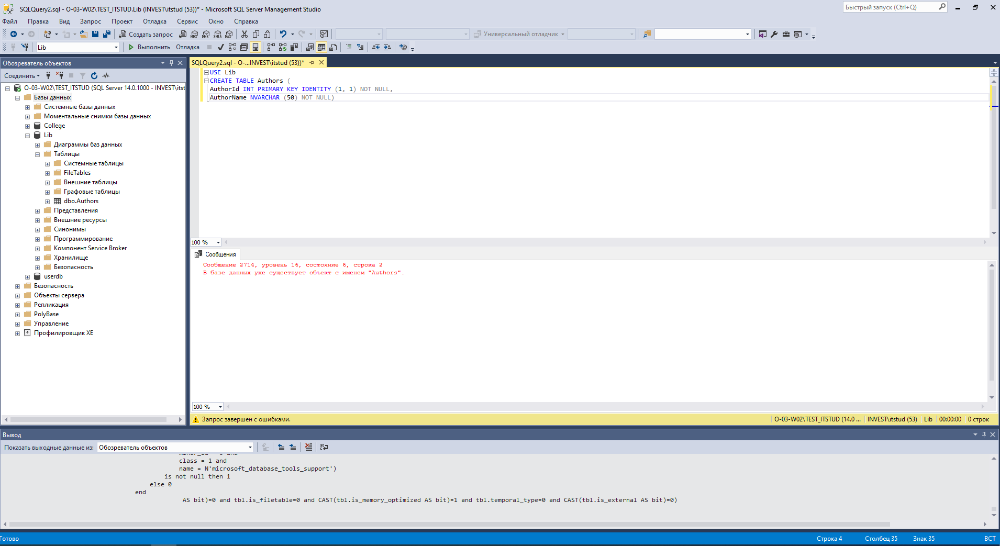 SQLQuery2.sql - O-03-W02\TEST_ITSTUD.Lib (INVEST\itstud (53))* - Microsoft SQL Server Management Studio
Быстрый запуск (Ctrl+Q)
Файл Правка Вид Запрос Проект Отладка Сервис Окно Справка
Создать запрос MDX DMX XMLA DAX Универсальный отладчик
Lib Выполнить Отладка
Обозреватель объектов
SQLQuery2.sql - O-...INVEST\itstud (53))*
Соединить
O-03-W02\TEST_ITSTUD (SQL Server 14.0.1000 - INVEST\itst
Базы данных
Системные базы данных
Моментальные снимки базы данных
College
Lib
Диаграммы баз данных
Таблицы
Системные таблицы
FileTables
Внешние таблицы
Графовые таблицы
dbo.Authors
Представления
Внешние ресурсы
Синонимы
Программирование
Компонент Service Broker
Хранилище
Безопасность
userdb
Безопасность
Объекты сервера
Репликация
PolyBase
Управление
Профилировщик XE
USE Lib
CREATE TABLE Authors (
AuthorId INT PRIMARY KEY IDENTITY (1, 1) NOT NULL,
AuthorName NVARCHAR (50) NOT NULL)
100 %
Сообщения
Сообщение 2714, уровень 16, состояние 6, строка 2
В базе данных уже существует объект с именем "Authors".
100 %
Запрос завершен с ошибками.
O-03-W02\TEST_ITSTUD (14.0 ... INVEST\itstud (53) Lib 00:00:00 0 строк
Вывод
Показать выходные данные из: Обозреватель объектов
class = 1 and
name = N'microsoft_database_tools_support')
is not null then 1
else 0
end
AS bit)=0 and tbl.is_filetable=0 and CAST(tbl.is_memory_optimized AS bit)=1 and tbl.temporal_type=0 and CAST(tbl.is_external AS bit)=0)
Готово
Строка 4 Столбец 35 Знак 35 ВСТ